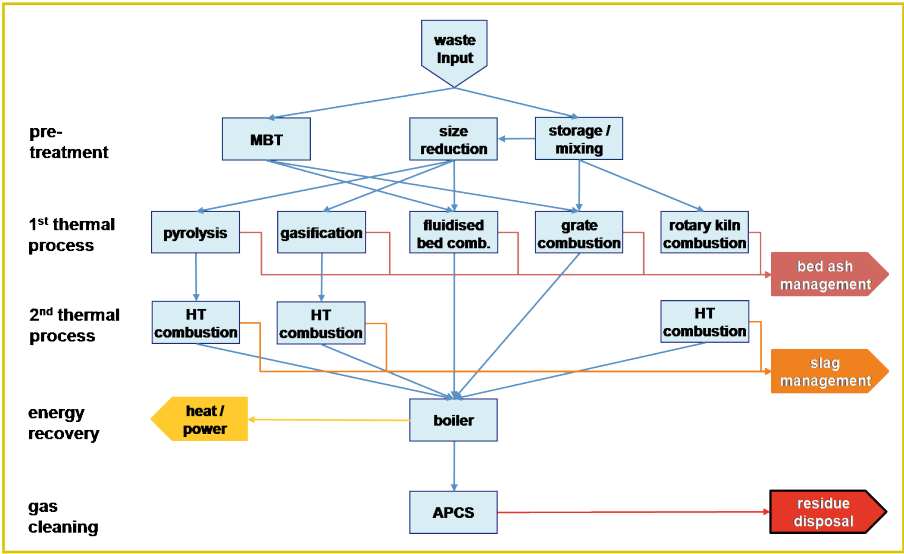 waste
input
pre-
treatment
MBT
size
reduction
storage /
mixing
1st thermal
process
pyrolysis
gasification
fluidised
bed comb.
grate
combustion
rotary kiln
combustion
bed ash
management
2nd thermal
process
HT
combustion
HT
combustion
HT
combustion
slag
management
energy
recovery
heat /
power
boiler
gas
cleaning
APCS
residue
disposal